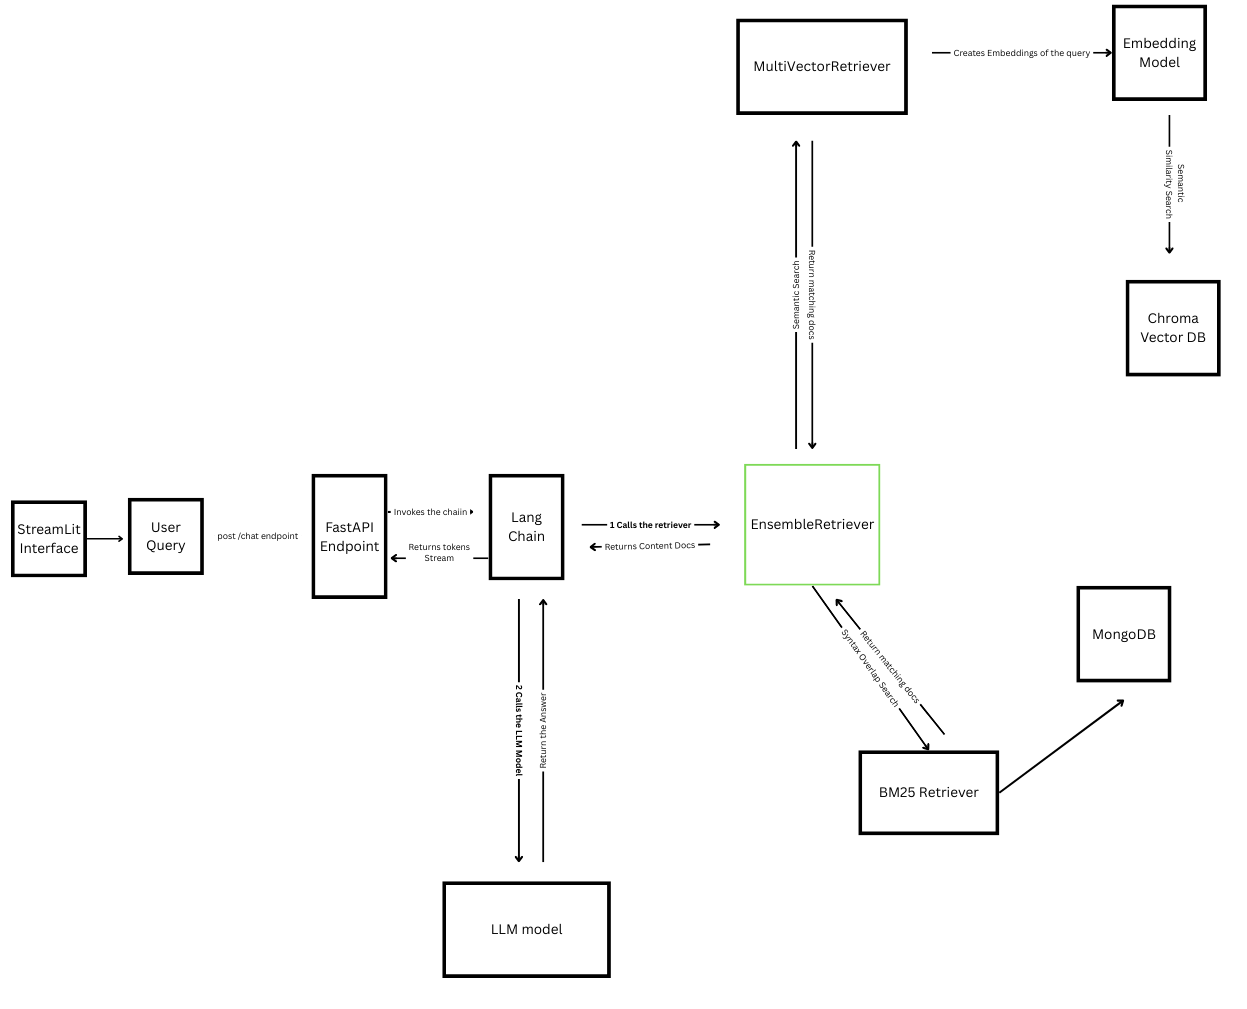 MultiVectorRetriever
Creates Embeddings of the query
Embedding
Model
Semantic
Similarity Search
Chroma
Vector DB
Semantic Search
Return matching docs
StreamLit
Interface
User
Query
post /chat endpoint
FastAPI
Endpoint
Invokes the chaiin
Returns tokens
Stream
Lang
Chain
1 Calls the retriever
Returns Content Docs
EnsembleRetriever
Syntax Overlap Search
Return matching docs
MongoDB
BM25 Retriever
2 Calls the LLM Model
Return the Answer
LLM model